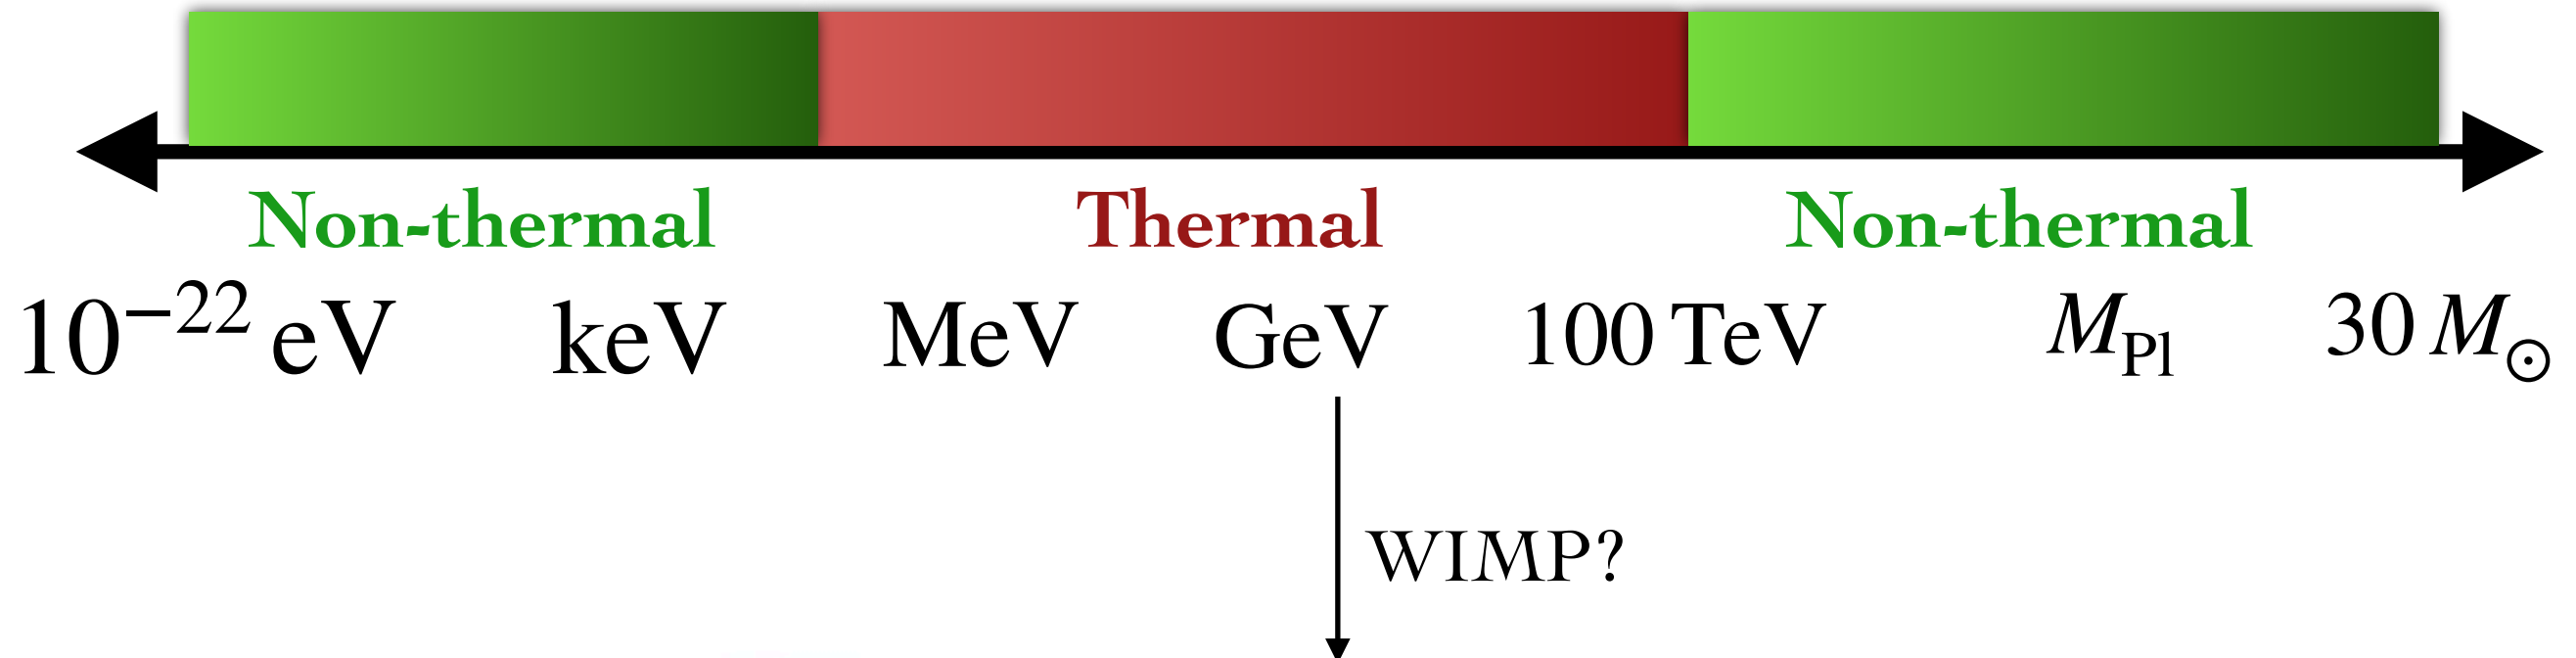 Non-thermal Thermal Non-thermal
10⁻²² eV keV MeV GeV 100 TeV M_Pl 30 M_⊙
WIMP?